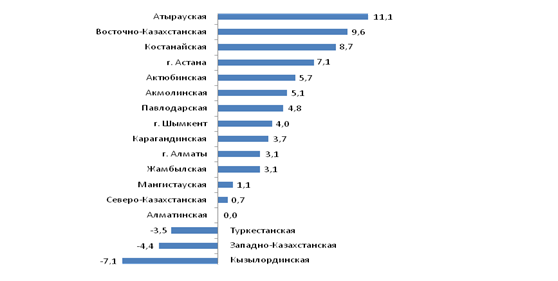 Атырауская 11,1
Восточно-Казахстанская 9,6
Костанайская 8,7
г. Астана 7,1
Актюбинская 5,7
Акмолинская 5,1
Павлодарская 4,8
г. Шымкент 4,0
Карагандинская 3,7
г. Алматы 3,1
Жамбылская 3,1
Мангистауская 1,1
Северо-Казахстанская 0,7
Алматинская 0,0
-3,5 Туркестанская
-4,4 Западно-Казахстанская
-7,1 Кызылординская